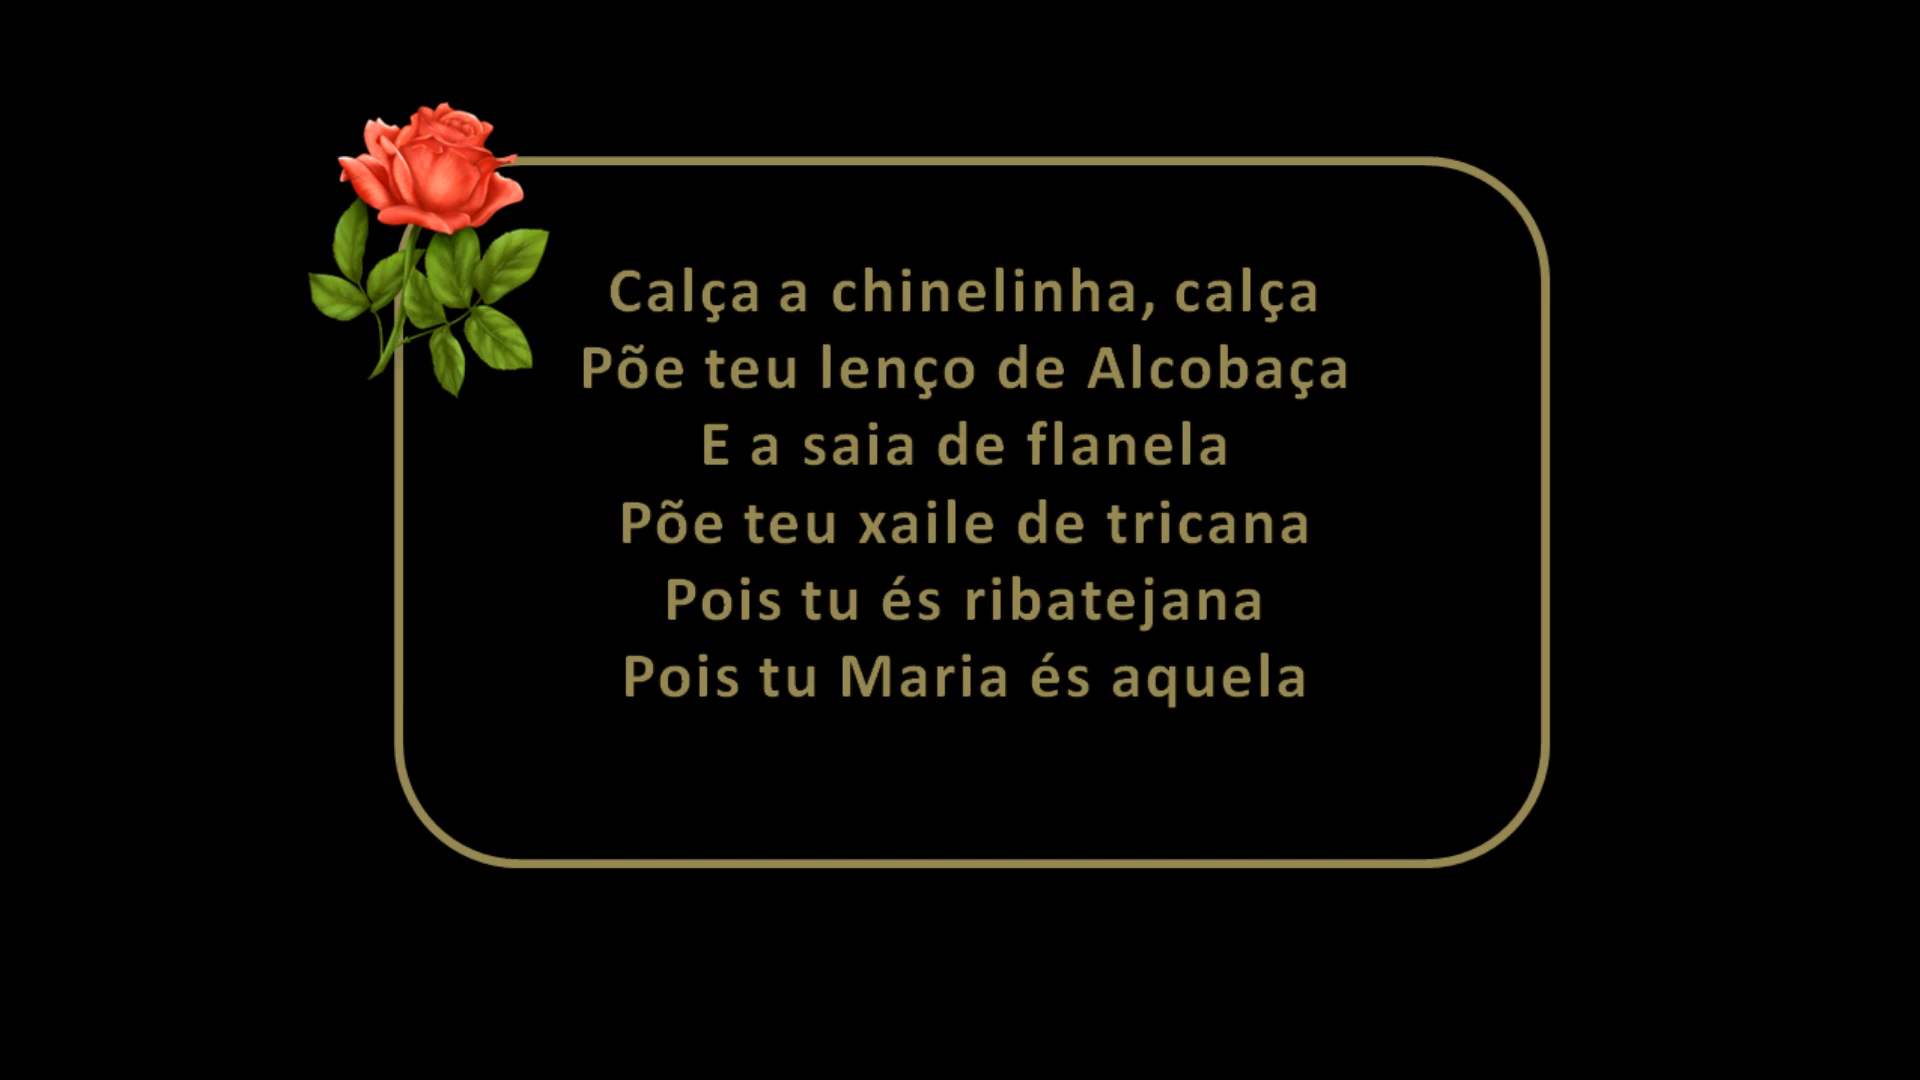 Calça a chinelinha, calça
Põe teu lenço de Alcobaça
E a saia de flanela
Põe teu xaile de tricana
Pois tu és ribatejana
Pois tu Maria és aquela